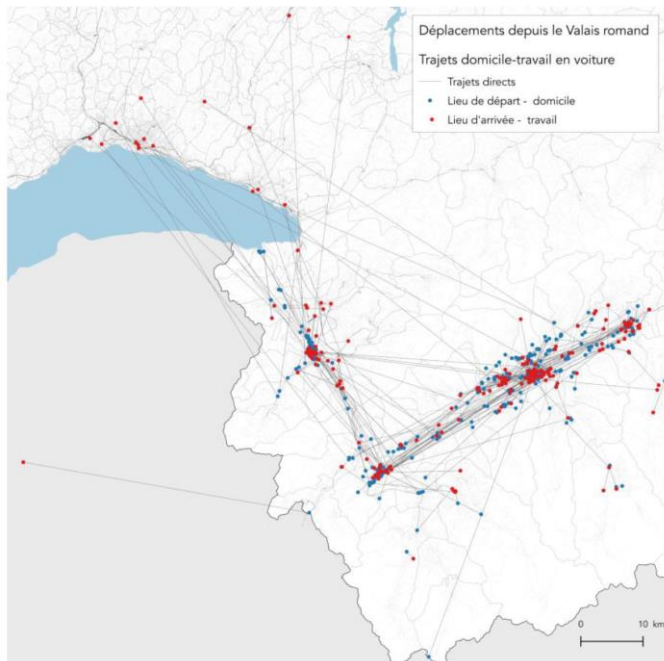 Déplacements depuis le Valais romand
Trajets domicile-travail en voiture
Trajets directs
Lieu de départ - domicile
Lieu d'arrivée - travail
0 10 km